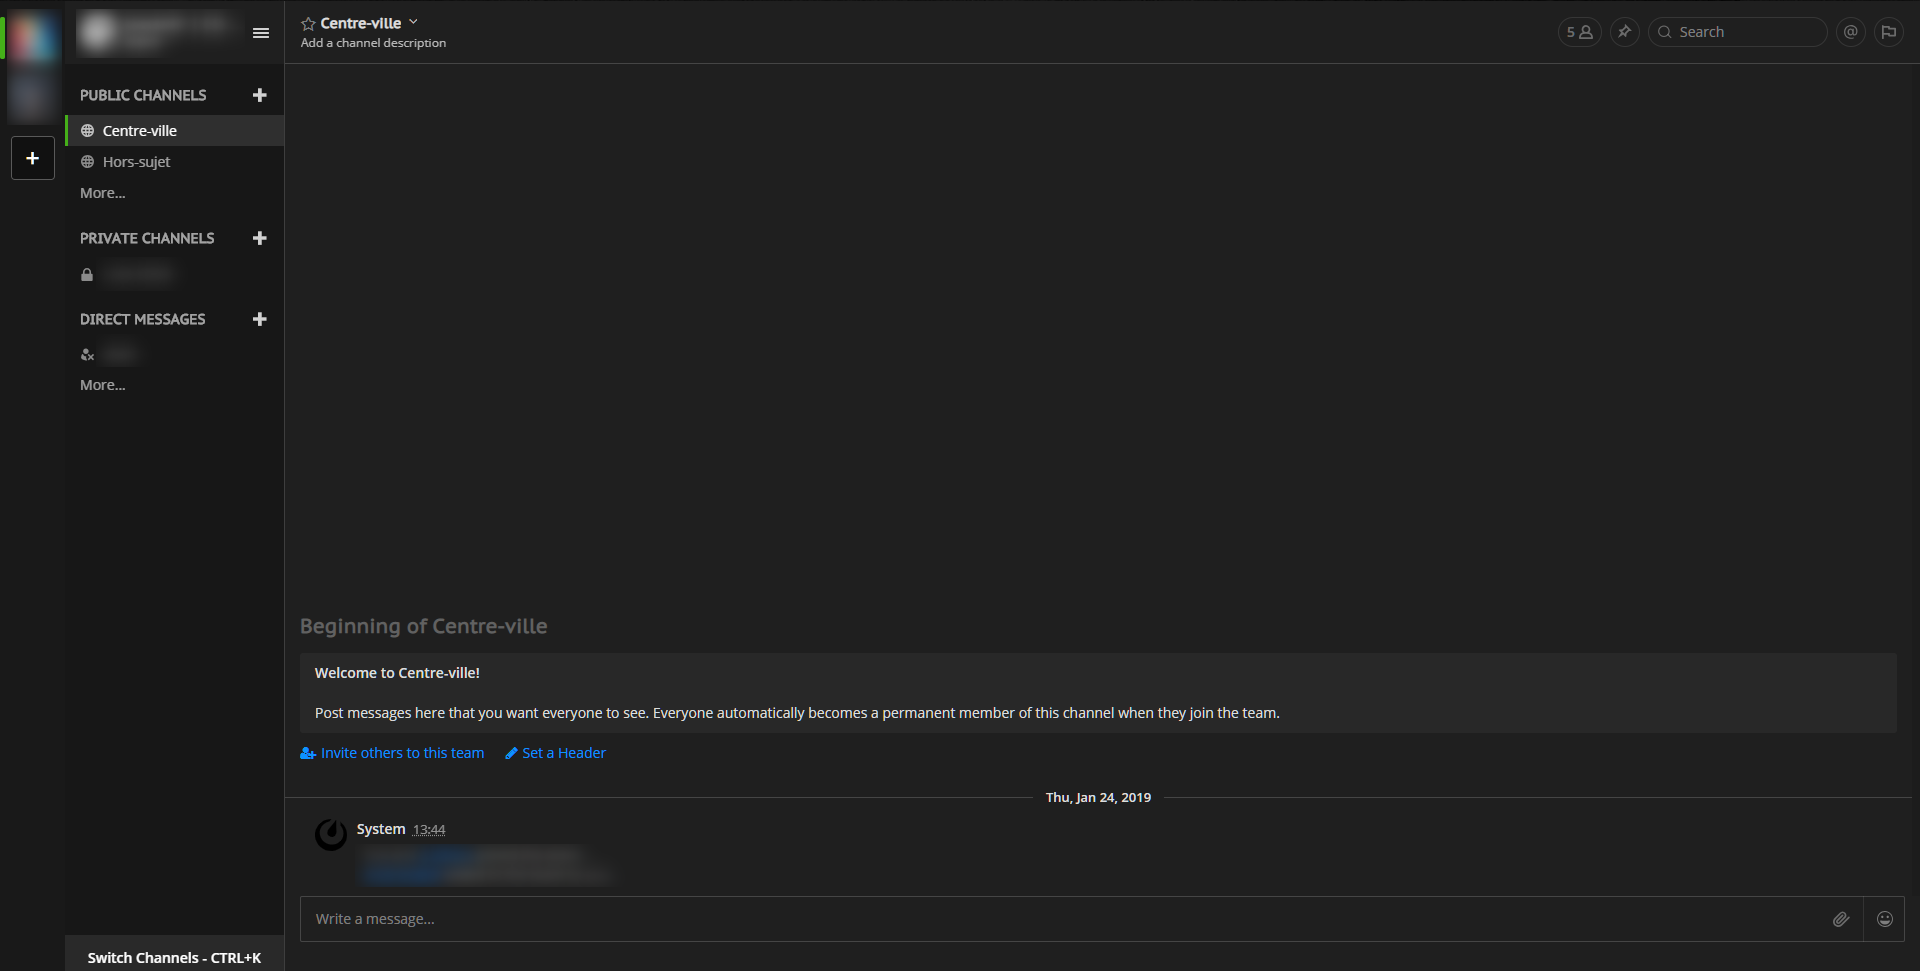 Centre-ville
Add a channel description
5
Search
@
PUBLIC CHANNELS
Centre-ville
Hors-sujet
More...
PRIVATE CHANNELS
DIRECT MESSAGES
More...
Switch Channels - CTRL+K
Beginning of Centre-ville
Welcome to Centre-ville!
Post messages here that you want everyone to see. Everyone automatically becomes a permanent member of this channel when they join the team.
Invite others to this team
Set a Header
Thu, Jan 24, 2019
System 13:44
Write a message...